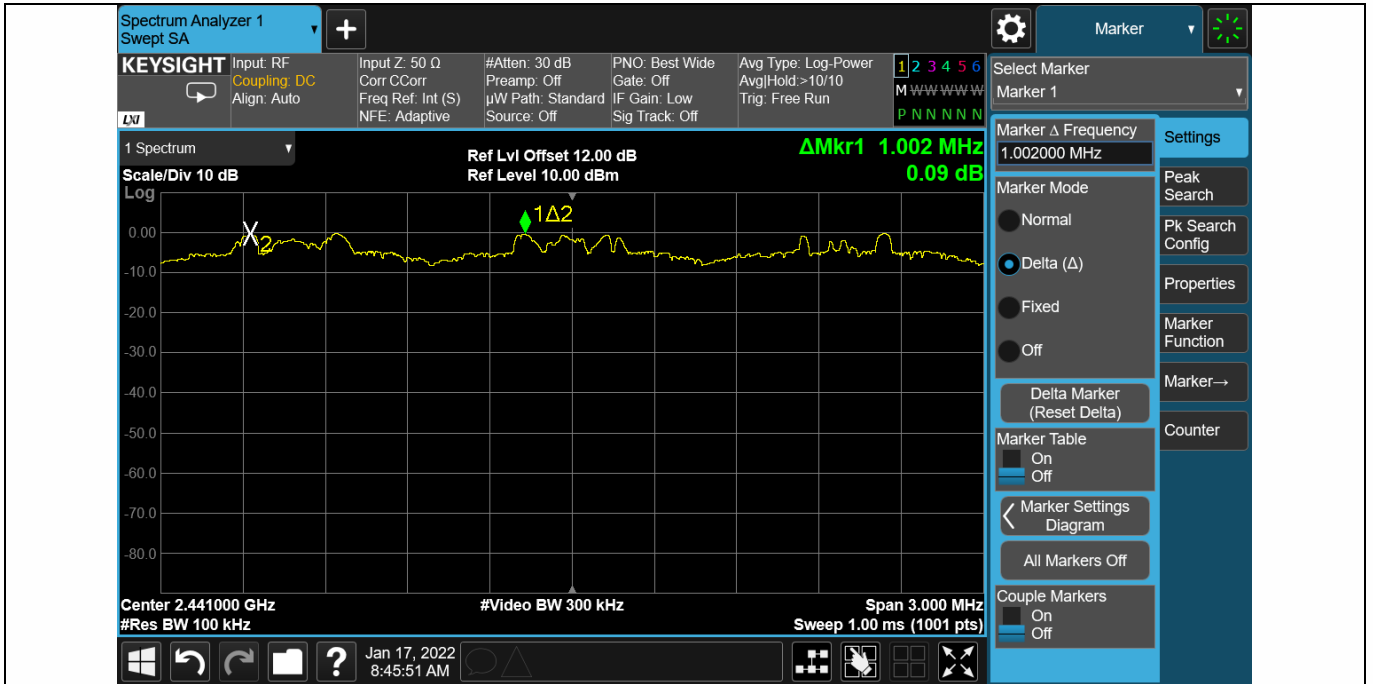 Spectrum Analyzer 1
Swept SA
Marker
KEYSIGHT
LXI
Input: RF
Coupling: DC
Align: Auto
Input Z: 50 Ω
Corr CCorr
Freq Ref: Int (S)
NFE: Adaptive
#Atten: 30 dB
Preamp: Off
µW Path: Standard
Source: Off
PNO: Best Wide
Gate: Off
IF Gain: Low
Sig Track: Off
Avg Type: Log-Power
Avg|Hold:>10/10
Trig: Free Run
1 2 3 4 5 6
M W W W W W
P N N N N N
1 Spectrum
Scale/Div 10 dB
Log
Ref Lvl Offset 12.00 dB
Ref Level 10.00 dBm
ΔMkr1 1.002 MHz
0.09 dB
1Δ2
X2
0.00
-10.0
-20.0
-30.0
-40.0
-50.0
-60.0
-70.0
-80.0
Center 2.441000 GHz
#Res BW 100 kHz
#Video BW 300 kHz
Span 3.000 MHz
Sweep 1.00 ms (1001 pts)
Select Marker
Marker 1
Marker Δ Frequency
1.002000 MHz
Marker Mode
Normal
Delta (Δ)
Fixed
Off
Delta Marker
(Reset Delta)
Marker Table
On
Off
Marker Settings
Diagram
All Markers Off
Couple Markers
On
Off
Settings
Peak
Search
Pk Search
Config
Properties
Marker
Function
Marker→
Counter
?
Jan 17, 2022
8:45:51 AM